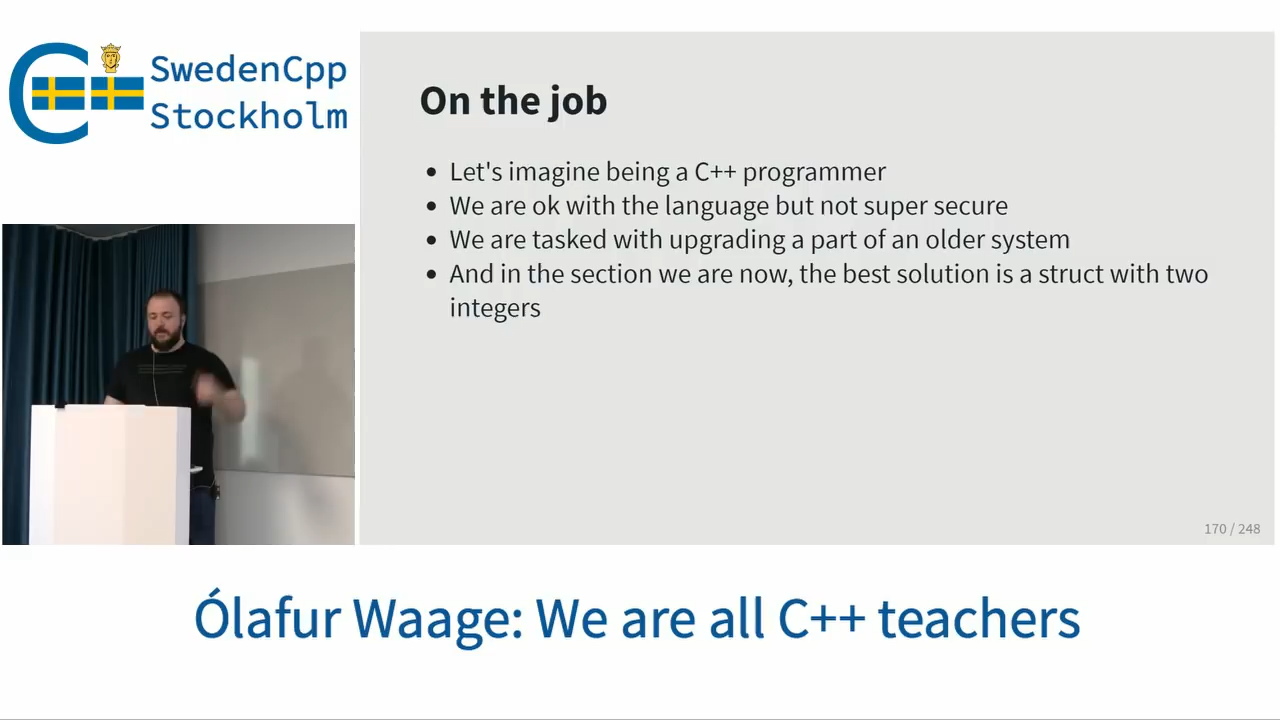 SwedenCpp
Stockholm
On the job
Let's imagine being a C++ programmer
We are ok with the language but not super secure
We are tasked with upgrading a part of an older system
And in the section we are now, the best solution is a struct with two
integers
170 / 248
Ólafur Waage: We are all C++ teachers